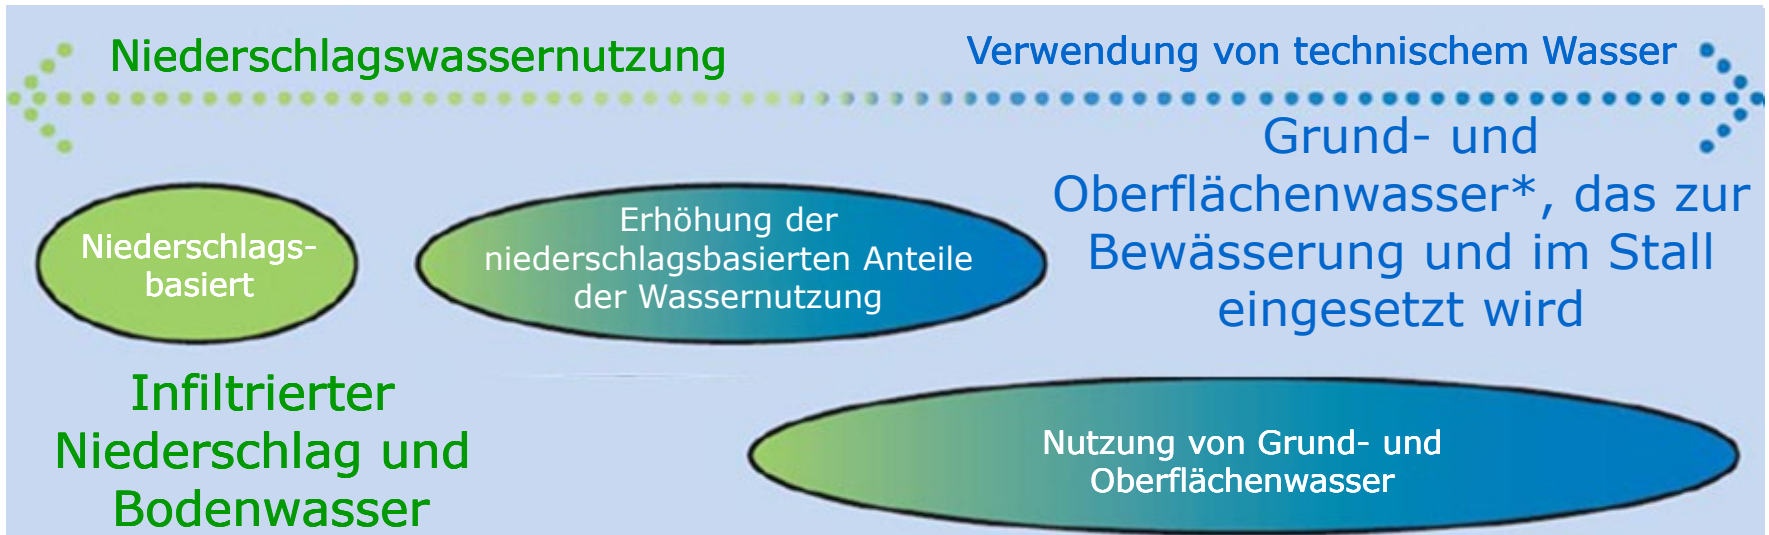 Niederschlagswassernutzung
Verwendung von technischem Wasser
Grund- und
Oberflächenwasser*, das zur
Bewässerung und im Stall
eingesetzt wird
Niederschlags-
basiert
Erhöhung der
niederschlagsbasierten Anteile
der Wassernutzung
Infiltrierter
Niederschlag und
Bodenwasser
Nutzung von Grund- und
Oberflächenwasser